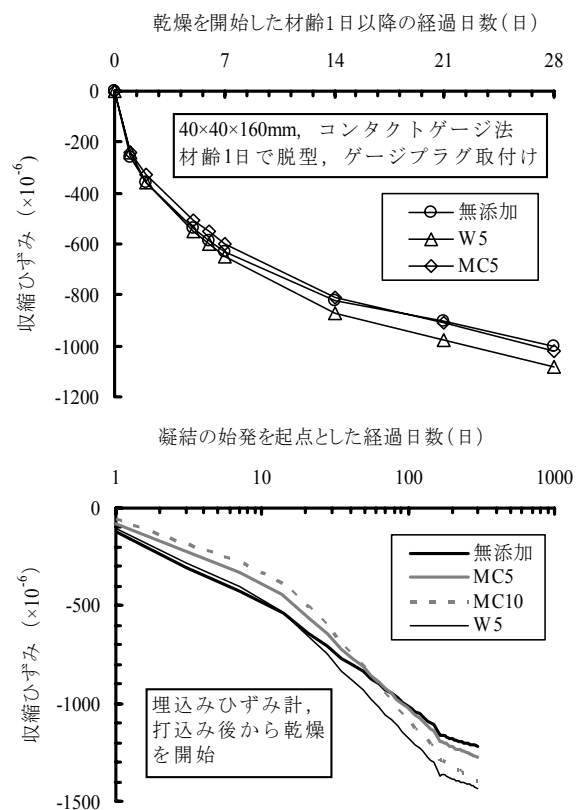 乾燥を開始した材齢1日以降の経過日数(日)
0 7 14 21 28
0
-200
-400
-600
-800
-1000
-1200
収縮ひずみ (×10⁻⁶)
40×40×160mm, コンタクトゲージ法
材齢1日で脱型, ゲージプラグ取付け
無添加
W5
MC5
凝結の始発を起点とした経過日数(日)
1 10 100 1000
0
-500
-1000
-1500
収縮ひずみ (×10⁻⁶)
無添加
MC5
MC10
W5
埋込みひずみ計,
打込み後から乾燥
を開始